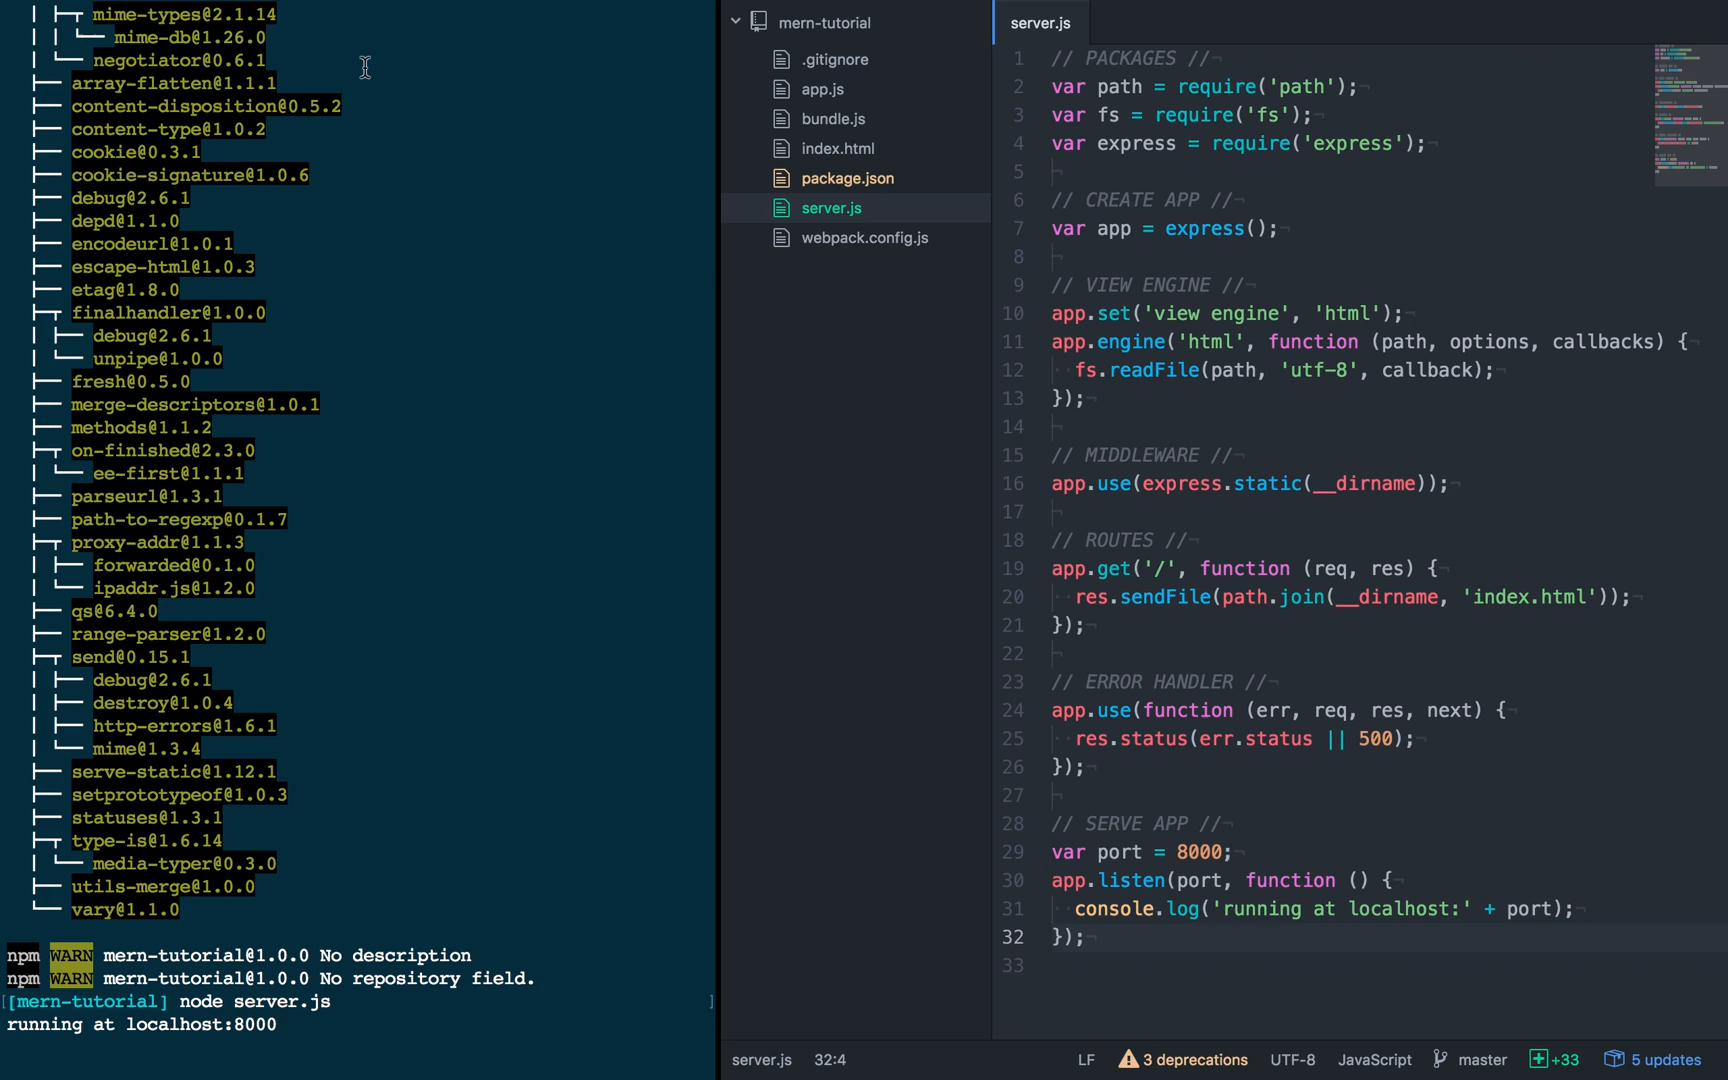 mime-types@2.1.14
mime-db@1.26.0
negotiator@0.6.1
array-flatten@1.1.1
content-disposition@0.5.2
content-type@1.0.2
cookie@0.3.1
cookie-signature@1.0.6
debug@2.6.1
depd@1.1.0
encodeurl@1.0.1
escape-html@1.0.3
etag@1.8.0
finalhandler@1.0.0
debug@2.6.1
unpipe@1.0.0
fresh@0.5.0
merge-descriptors@1.0.1
methods@1.1.2
on-finished@2.3.0
ee-first@1.1.1
parseurl@1.3.1
path-to-regexp@0.1.7
proxy-addr@1.1.3
forwarded@0.1.0
ipaddr.js@1.2.0
qs@6.4.0
range-parser@1.2.0
send@0.15.1
debug@2.6.1
destroy@1.0.4
http-errors@1.6.1
mime@1.3.4
serve-static@1.12.1
setprototypeof@1.0.3
statuses@1.3.1
type-is@1.6.14
media-typer@0.3.0
utils-merge@1.0.0
vary@1.1.0
npm WARN mern-tutorial@1.0.0 No description
npm WARN mern-tutorial@1.0.0 No repository field.
[[mern-tutorial] node server.js ]
running at localhost:8000
mern-tutorial
.gitignore
app.js
bundle.js
index.html
package.json
server.js
webpack.config.js
server.js
1 // PACKAGES //
2 var path = require('path');
3 var fs = require('fs');
4 var express = require('express');
5
6 // CREATE APP //
7 var app = express();
8
9 // VIEW ENGINE //
10 app.set('view engine', 'html');
11 app.engine('html', function (path, options, callbacks) {
12 fs.readFile(path, 'utf-8', callback);
13 });
14
15 // MIDDLEWARE //
16 app.use(express.static(__dirname));
17
18 // ROUTES //
19 app.get('/', function (req, res) {
20 res.sendFile(path.join(__dirname, 'index.html'));
21 });
22
23 // ERROR HANDLER //
24 app.use(function (err, req, res, next) {
25 res.status(err.status || 500);
26 });
27
28 // SERVE APP //
29 var port = 8000;
30 app.listen(port, function () {
31 console.log('running at localhost:' + port);
32 });
33
server.js 32:4 LF 3 deprecations UTF-8 JavaScript master +33 5 updates